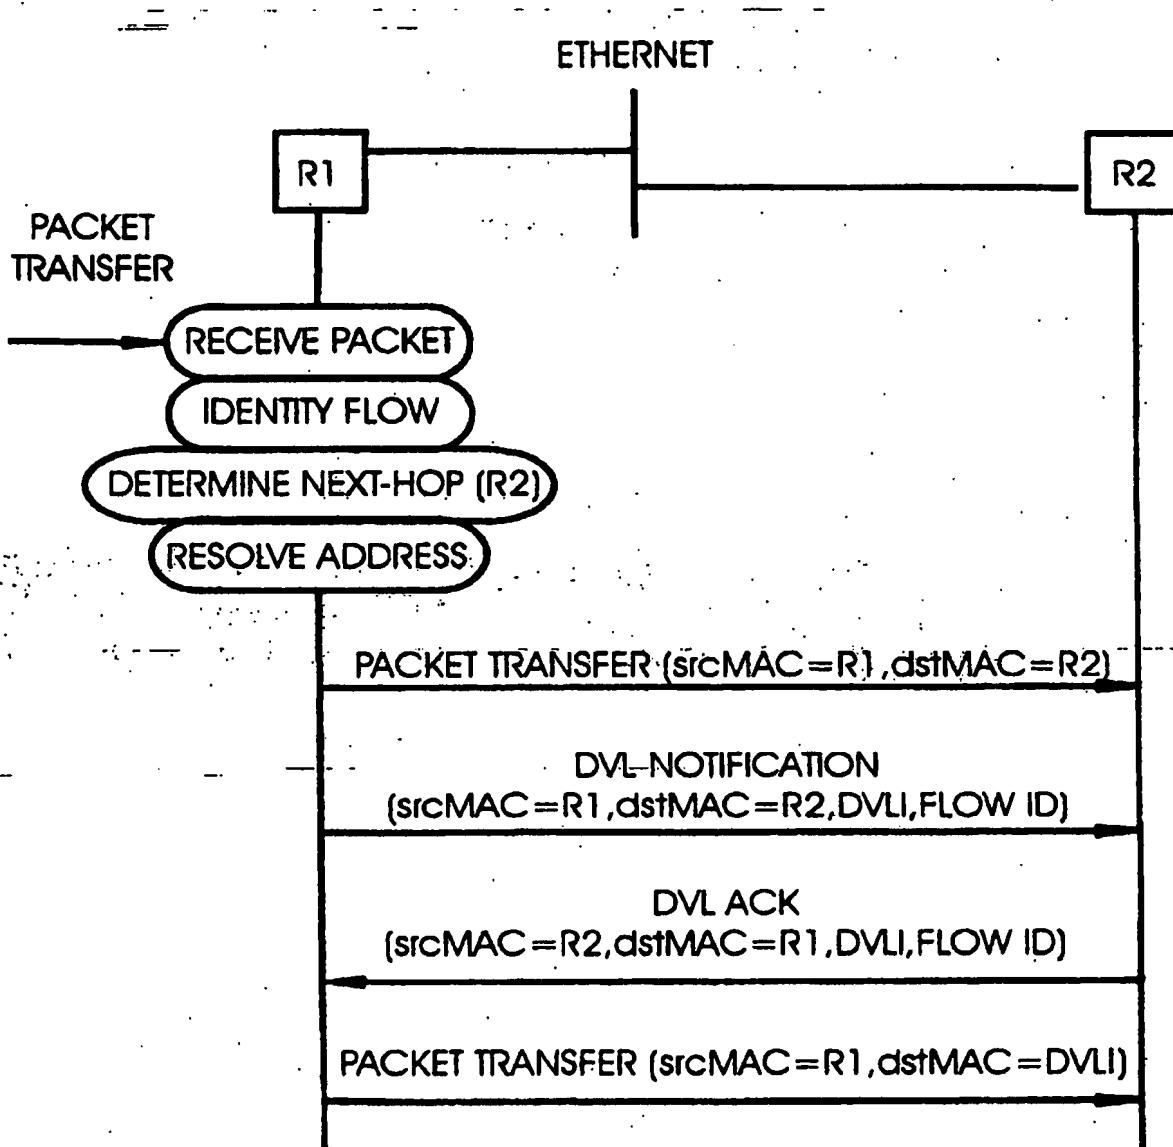 ETHERNET
R1
R2
PACKET
TRANSFER
RECEIVE PACKET
IDENTITY FLOW
DETERMINE NEXT-HOP (R2)
RESOLVE ADDRESS
PACKET TRANSFER (srcMAC=R1,dstMAC=R2)
DVL-NOTIFICATION
(srcMAC=R1,dstMAC=R2,DVLI,FLOW ID)
DVL ACK
(srcMAC=R2,dstMAC=R1,DVLI,FLOW ID)
PACKET TRANSFER (srcMAC=R1,dstMAC=DVLI)